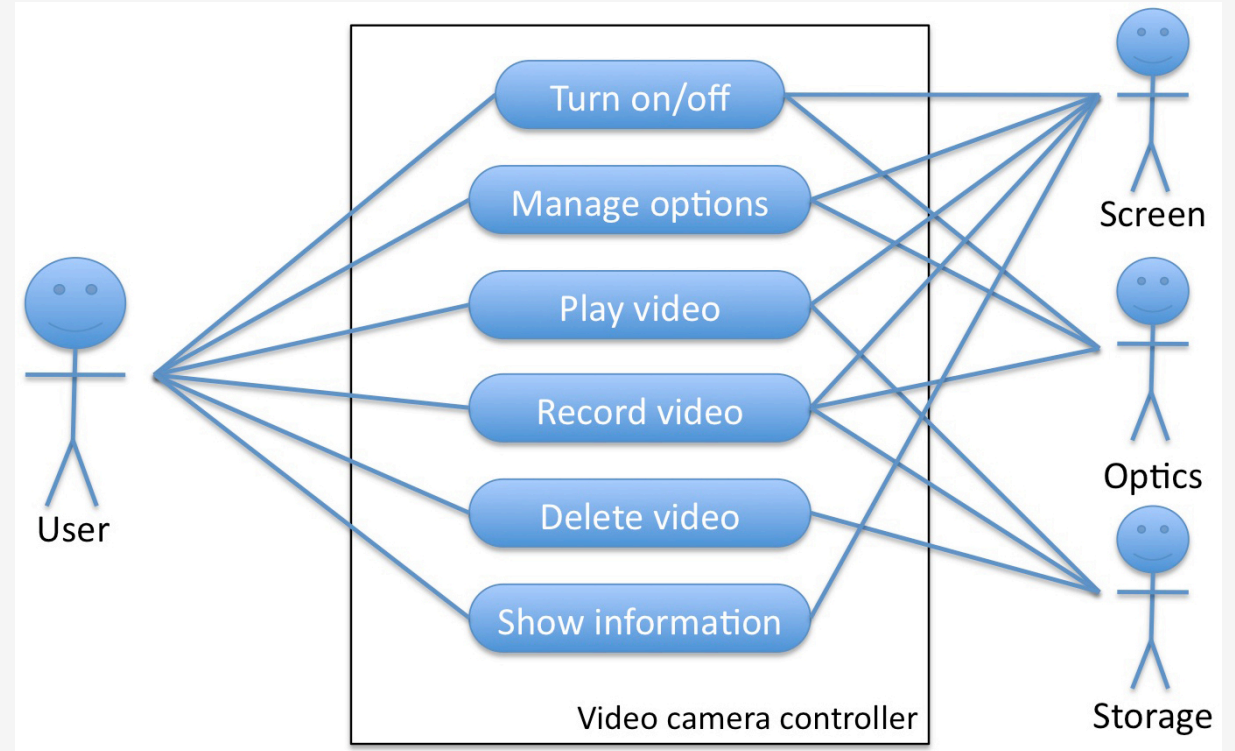 Turn on/off
Manage options
Play video
Record video
Delete video
Show information
Video camera controller
User
Screen
Optics
Storage